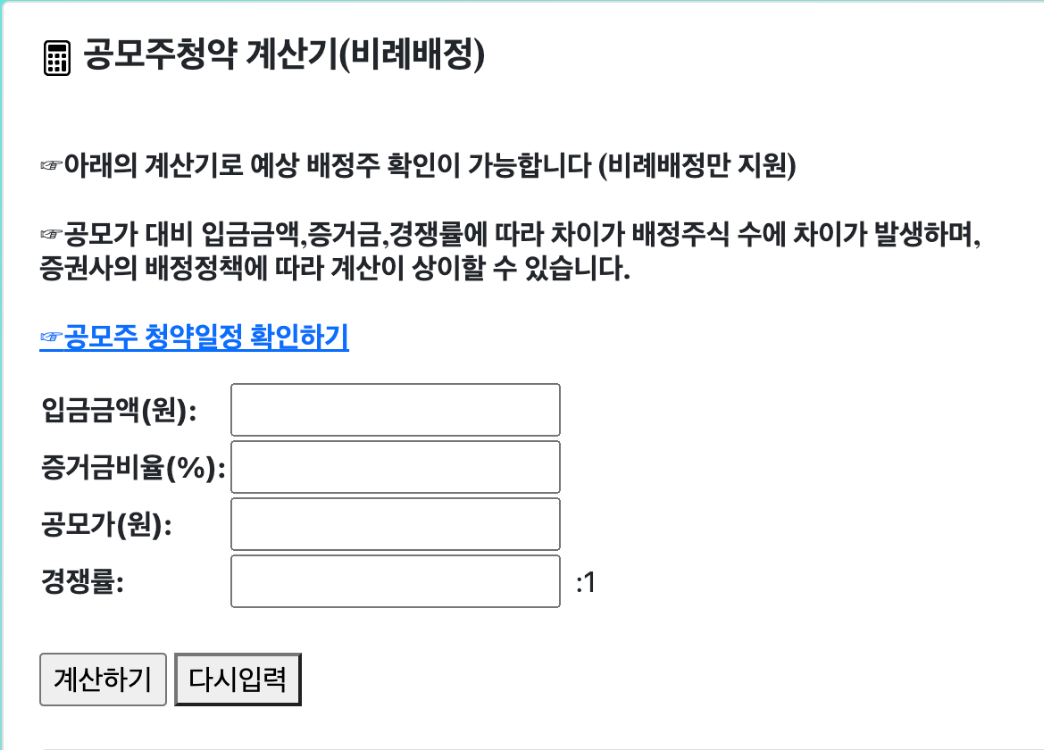 공모주청약 계산기(비례배정)
☞아래의 계산기로 예상 배정주 확인이 가능합니다 (비례배정만 지원)
☞공모가 대비 입금금액,증거금,경쟁률에 따라 차이가 배정주식 수에 차이가 발생하며,
증권사의 배정정책에 따라 계산이 상이할 수 있습니다.
☞공모주 청약일정 확인하기
입금금액(원):
증거금비율(%):
공모가(원):
경쟁률: :1
계산하기 다시입력